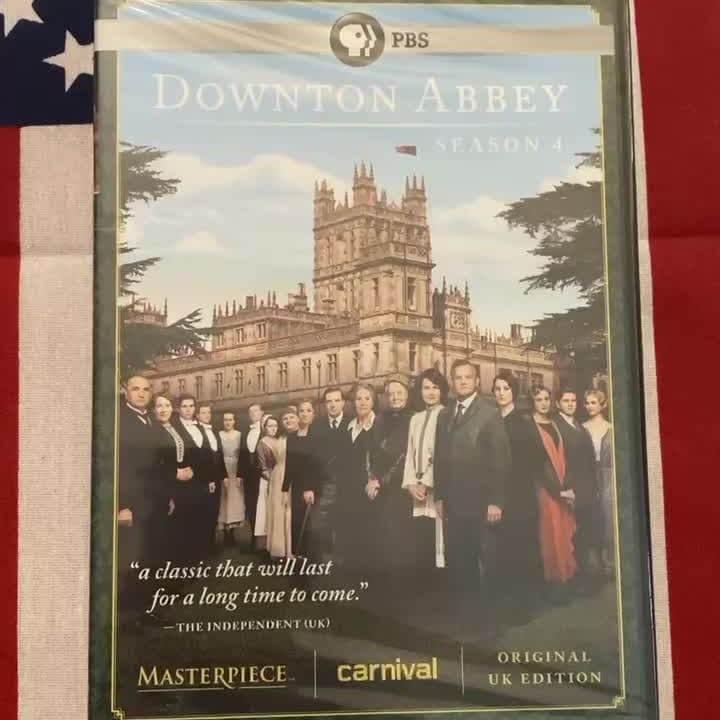 PBS
DOWNTON ABBEY
SEASON 4
“a classic that will last
for a long time to come.”
—THE INDEPENDENT (UK)
MASTERPIECE™
carnival
ORIGINAL
UK EDITION